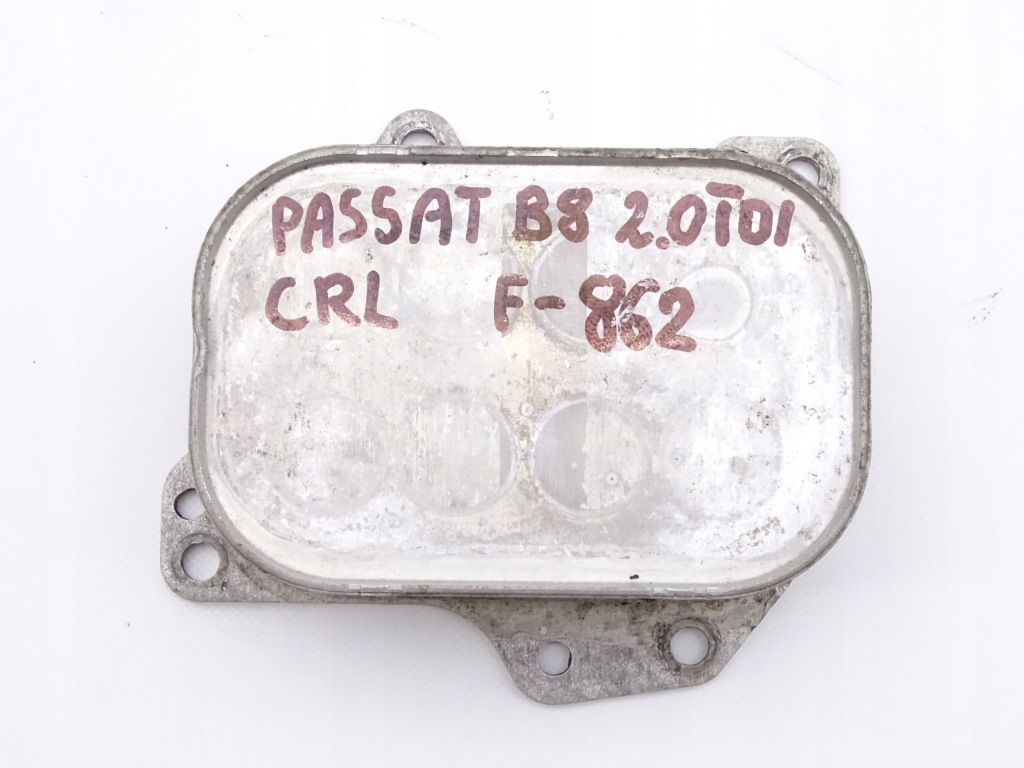 PASSAT B8 2.0TDI
CRL F-862